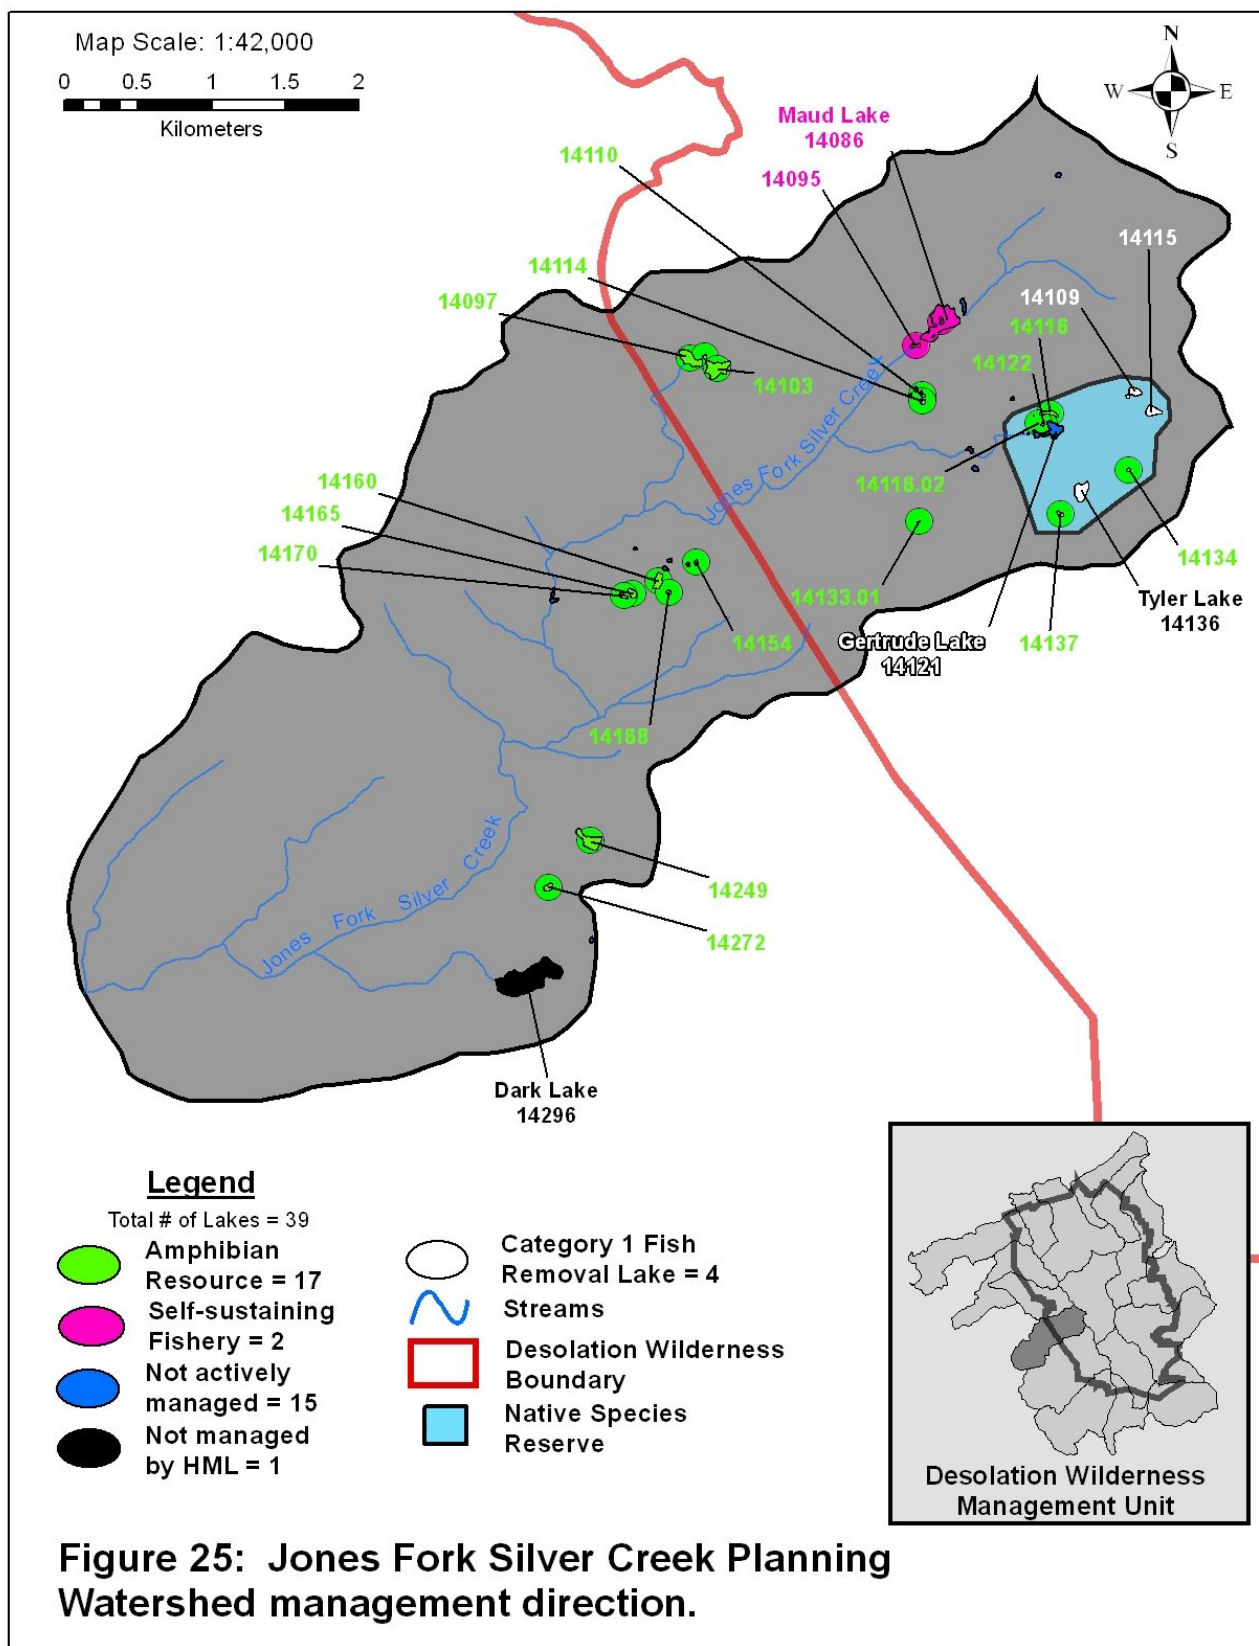 Map Scale: 1:42,000
0 0.5 1 1.5 2
Kilometers
N
W E
S
Maud Lake
14086
14110
14095
14115
14114
14109
14097
14116
14122
14103
Jones Fork Silver Creek
14160
14116.02
14165
14170
14134
14133.01
Tyler Lake
14136
14154
Gertrude Lake
14121
14137
14168
Jones Fork Silver Creek
14249
14272
Dark Lake
14296
Legend
Total # of Lakes = 39
Amphibian
Resource = 17
Self-sustaining
Fishery = 2
Not actively
managed = 15
Not managed
by HML = 1
Category 1 Fish
Removal Lake = 4
Streams
Desolation Wilderness
Boundary
Native Species
Reserve
Desolation Wilderness
Management Unit
Figure 25: Jones Fork Silver Creek Planning
Watershed management direction.